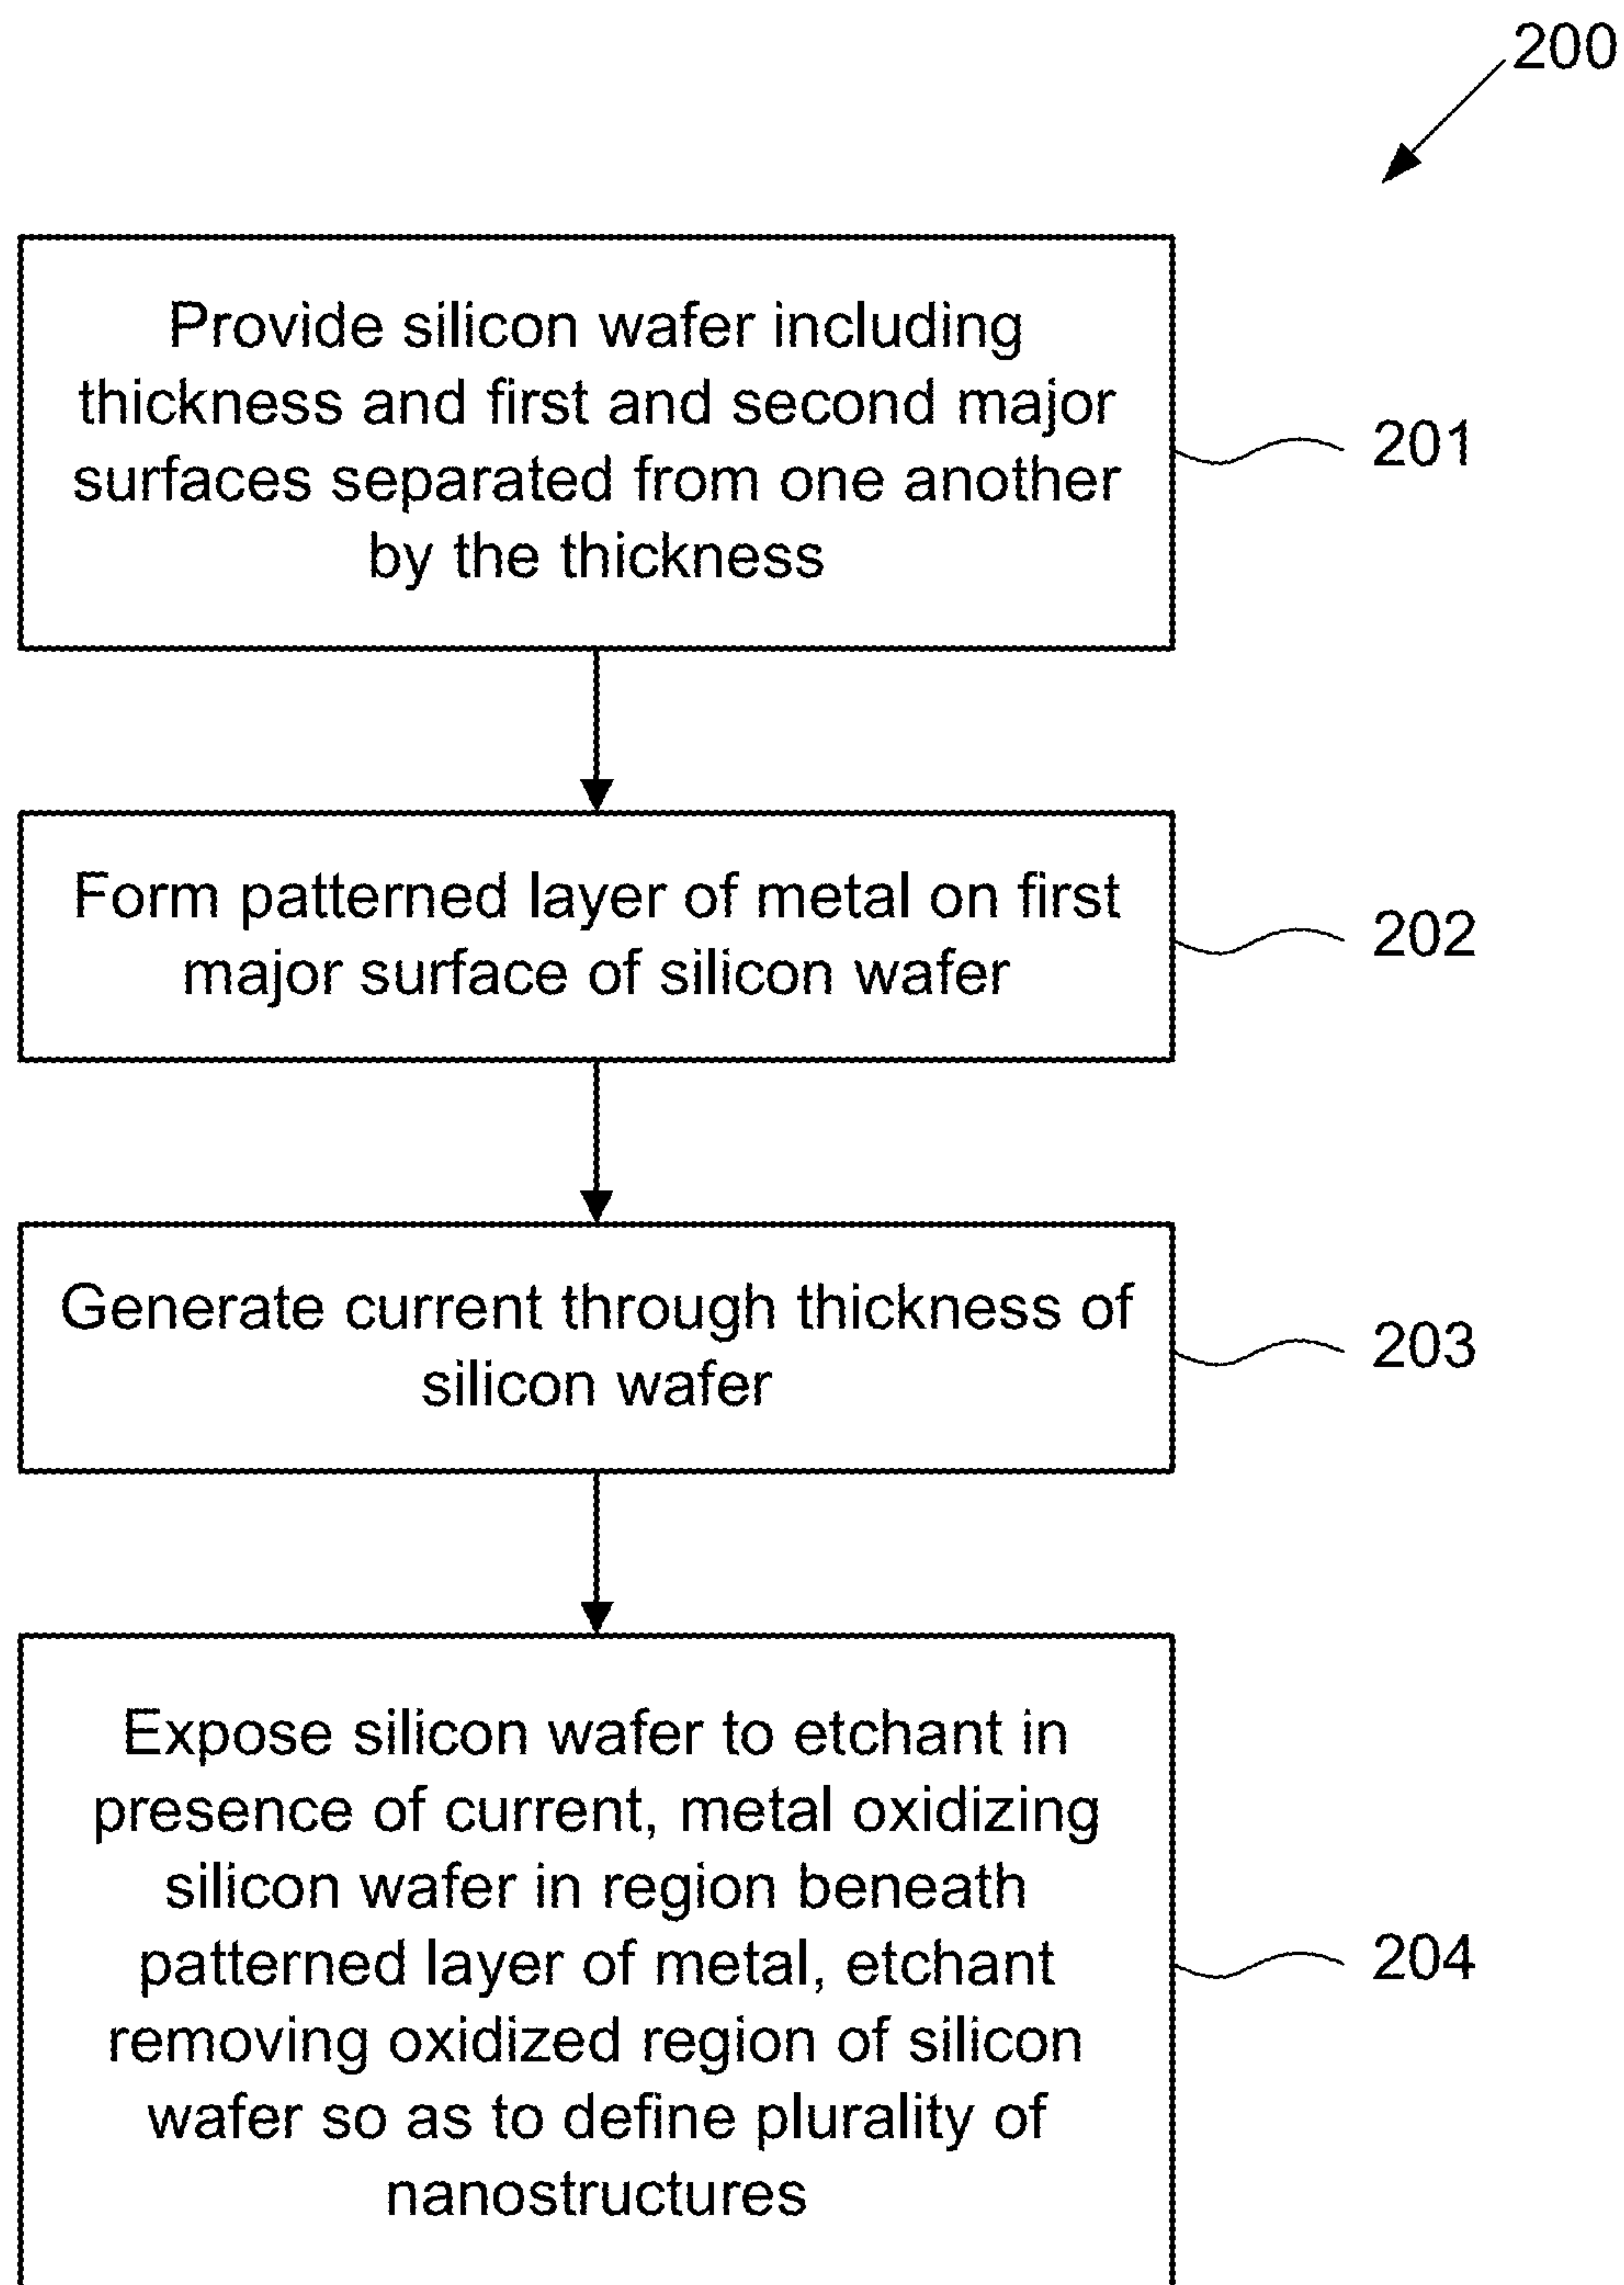 200
Provide silicon wafer including
thickness and first and second major
surfaces separated from one another
by the thickness
201
Form patterned layer of metal on first
major surface of silicon wafer
202
Generate current through thickness of
silicon wafer
203
Expose silicon wafer to etchant in
presence of current, metal oxidizing
silicon wafer in region beneath
patterned layer of metal, etchant
removing oxidized region of silicon
wafer so as to define plurality of
nanostructures
204